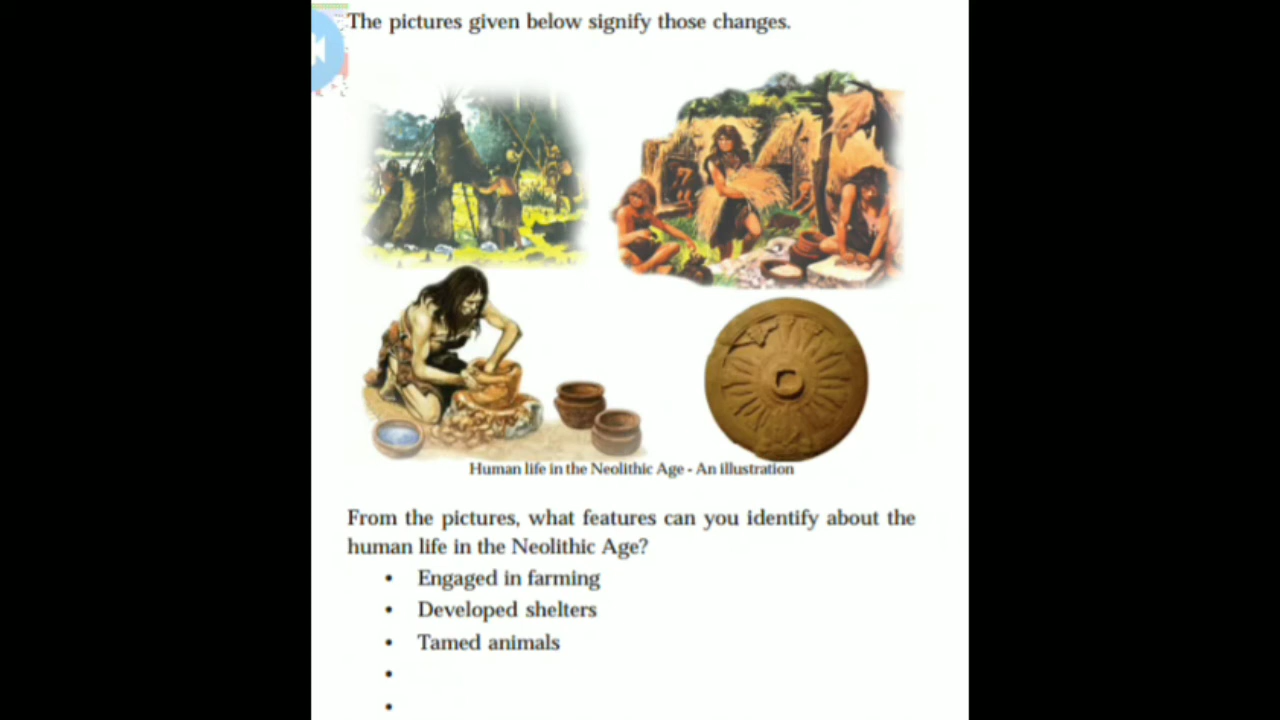 The pictures given below signify those changes.
Human life in the Neolithic Age - An illustration
From the pictures, what features can you identify about the
human life in the Neolithic Age?
• Engaged in farming
• Developed shelters
• Tamed animals
•
•